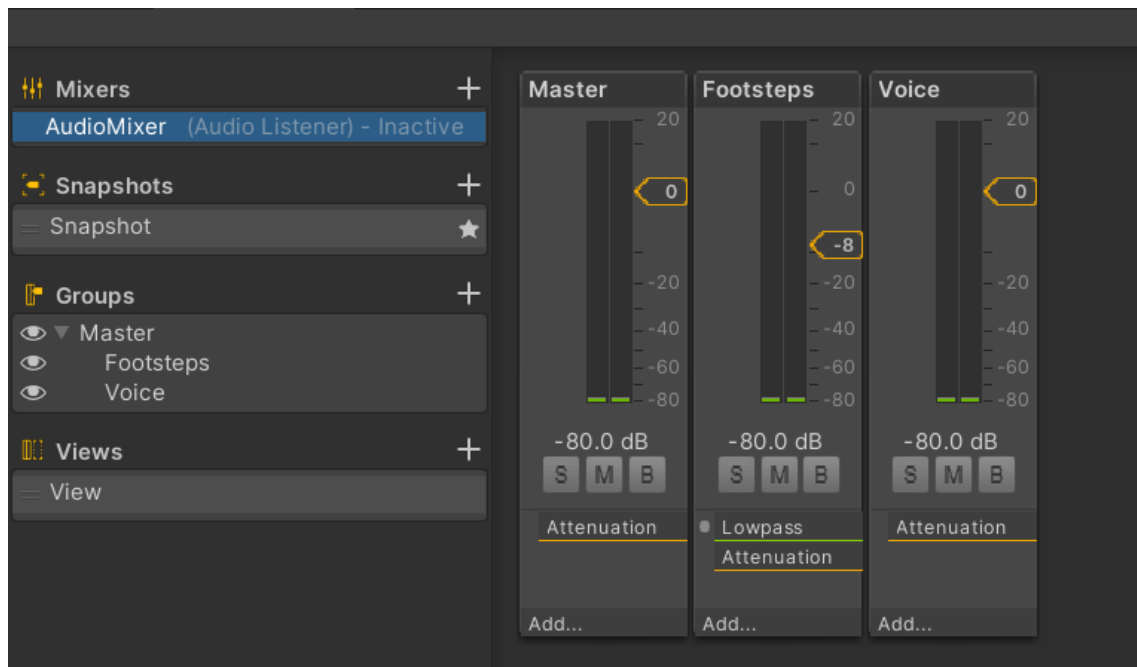 Mixers
AudioMixer (Audio Listener) - Inactive
Snapshots
Snapshot
Groups
Master
Footsteps
Voice
Views
View
Master
20
0
-20
-40
-60
-80
-80.0 dB
S M B
Attenuation
Add...
Footsteps
20
0
-8
-20
-40
-60
-80
-80.0 dB
S M B
Lowpass
Attenuation
Add...
Voice
20
0
-20
-40
-60
-80
-80.0 dB
S M B
Attenuation
Add...